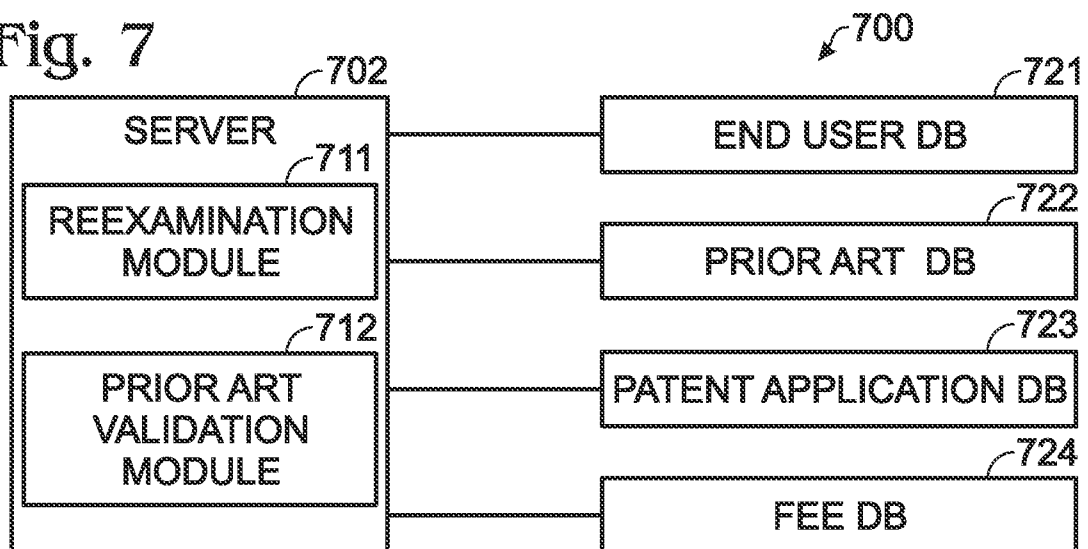 Fig. 7
700
702
SERVER
711
REEXAMINATION
MODULE
712
PRIOR ART
VALIDATION
MODULE
721
END USER DB
722
PRIOR ART DB
723
PATENT APPLICATION DB
724
FEE DB